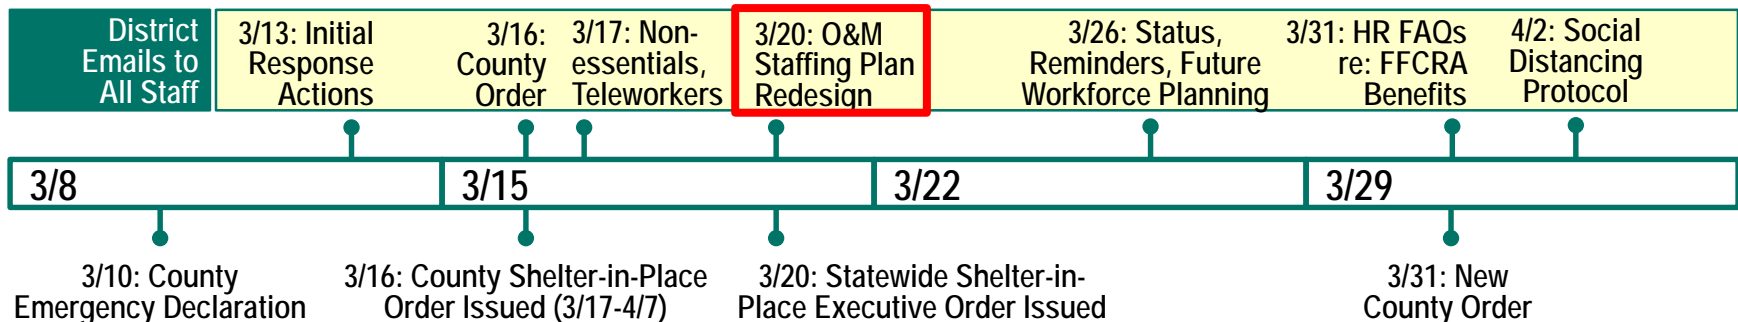 District
Emails to
All Staff
3/13: Initial
Response
Actions
3/16:
County
Order
3/17: Non-
essentials,
Teleworkers
3/20: O&M
Staffing Plan
Redesign
3/26: Status,
Reminders, Future
Workforce Planning
3/31: HR FAQs
re: FFCRA
Benefits
4/2: Social
Distancing
Protocol
3/8
3/15
3/22
3/29
3/10: County
Emergency Declaration
3/16: County Shelter-in-Place
Order Issued (3/17-4/7)
3/20: Statewide Shelter-in-
Place Executive Order Issued
3/31: New
County Order